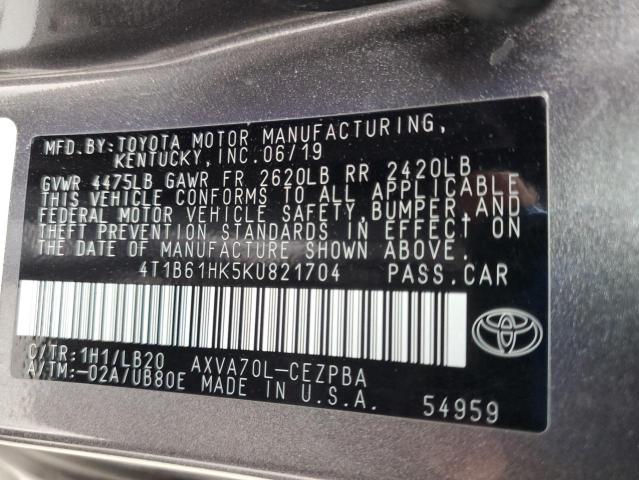 MFD.BY:TOYOTA MOTOR MANUFACTURING,
KENTUCKY,INC.06/19
GVWR 4475LB GAWR FR 2620LB RR 2420LB
THIS VEHICLE CONFORMS TO ALL APPLICABLE
FEDERAL MOTOR VEHICLE SAFETY,BUMPER,AND
THEFT PREVENTION STANDARDS IN EFFECT ON
THE DATE OF MANUFACTURE SHOWN ABOVE.
4T1B61HK5KU821704 PASS.CAR
C/TR:1H1/LB20 AXVA70L-CEZPBA
A/TM:-02A/UB80E MADE IN U.S.A.
54959